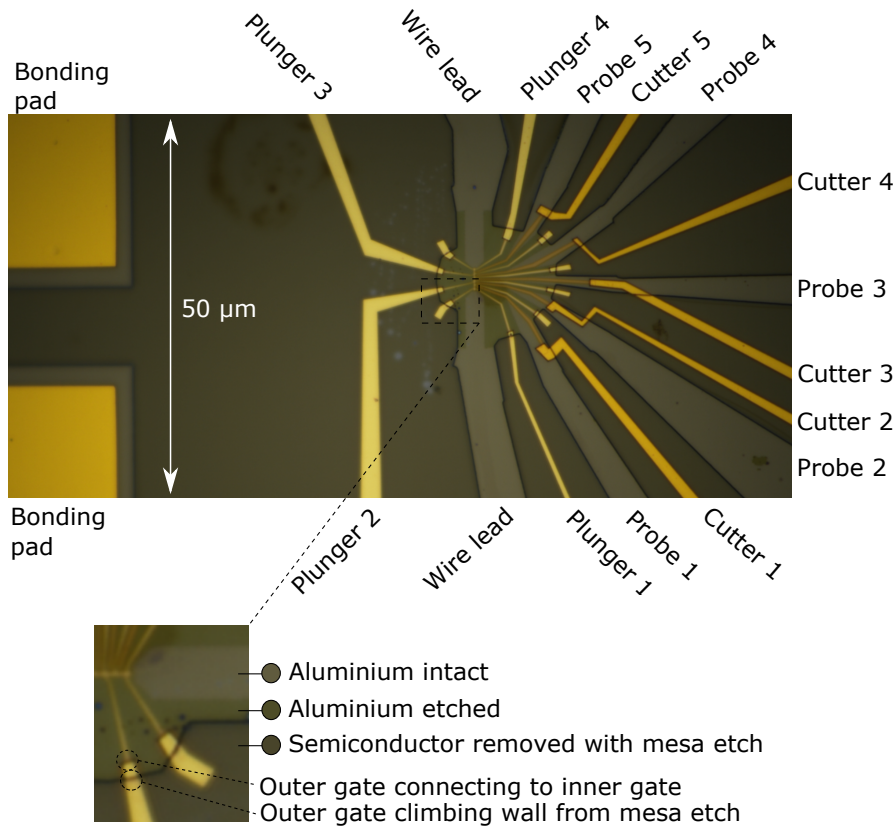 Bonding
pad
Plunger 3
Wire lead
Plunger 4
Probe 5
Cutter 5
Probe 4
Cutter 4
50 µm
Probe 3
Cutter 3
Cutter 2
Probe 2
Bonding
pad
Plunger 2
Wire lead
Plunger 1
Probe 1
Cutter 1
Aluminium intact
Aluminium etched
Semiconductor removed with mesa etch
Outer gate connecting to inner gate
Outer gate climbing wall from mesa etch